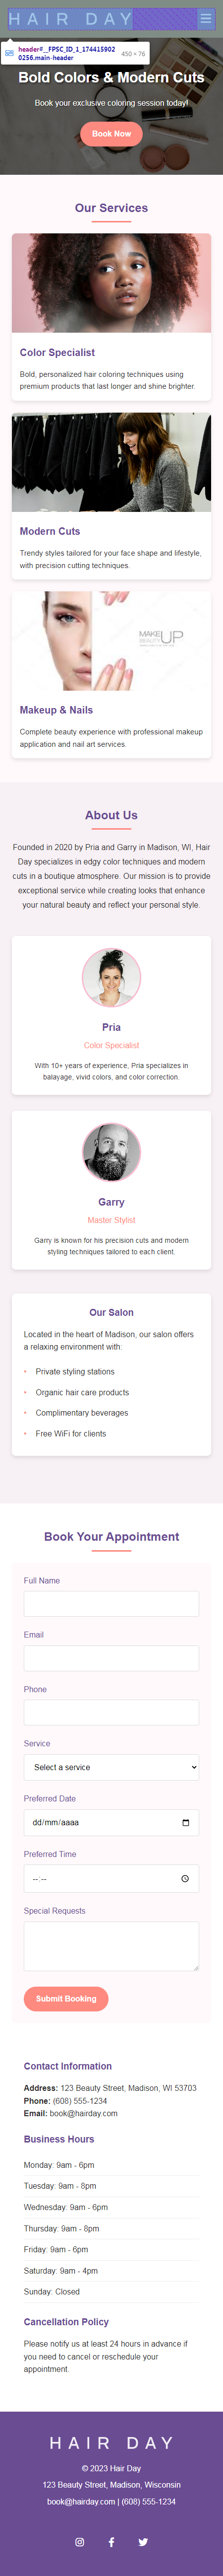 HAIR DAY
header#__FPSC_ID_1_174415902
0256.main-header
450 × 76
Bold Colors & Modern Cuts
Book your exclusive coloring session today!
Book Now
Our Services
Color Specialist
Bold, personalized hair coloring techniques using
premium products that last longer and shine brighter.
Modern Cuts
Trendy styles tailored for your face shape and lifestyle,
with precision cutting techniques.
MAKE
BEAUTY
UP
Makeup & Nails
Complete beauty experience with professional makeup
application and nail art services.
About Us
Founded in 2020 by Pria and Garry in Madison, WI, Hair
Day specializes in edgy color techniques and modern
cuts in a boutique atmosphere. Our mission is to provide
exceptional service while creating looks that enhance
your natural beauty and reflect your personal style.
Pria
Color Specialist
With 10+ years of experience, Pria specializes in
balayage, vivid colors, and color correction.
Garry
Master Stylist
Garry is known for his precision cuts and modern
styling techniques tailored to each client.
Our Salon
Located in the heart of Madison, our salon offers
a relaxing environment with:
• Private styling stations
• Organic hair care products
• Complimentary beverages
• Free WiFi for clients
Book Your Appointment
Full Name
Email
Phone
Service
Select a service
Preferred Date
dd/mm/aaaa
Preferred Time
--:--
Special Requests
Submit Booking
Contact Information
Address: 123 Beauty Street, Madison, WI 53703
Phone: (608) 555-1234
Email: book@hairday.com
Business Hours
Monday: 9am - 6pm
Tuesday: 9am - 8pm
Wednesday: 9am - 6pm
Thursday: 9am - 8pm
Friday: 9am - 6pm
Saturday: 9am - 4pm
Sunday: Closed
Cancellation Policy
Please notify us at least 24 hours in advance if
you need to cancel or reschedule your
appointment.
HAIR DAY
© 2023 Hair Day
123 Beauty Street, Madison, Wisconsin
book@hairday.com | (608) 555-1234